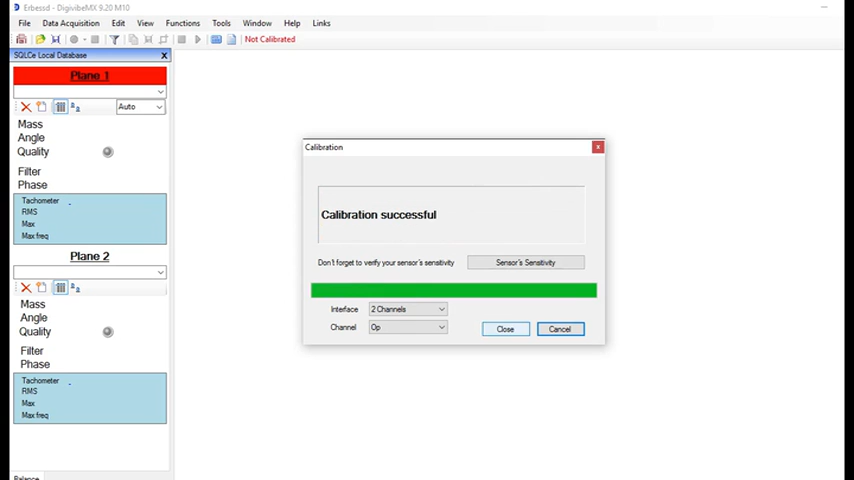 Erbessd - DigivibeMX 9.20 M10
File Data Acquisition Edit View Functions Tools Window Help Links
Not Calibrated
SQLCe Local Database X
Plane 1
Auto
Mass
Angle
Quality
Filter
Phase
Tachometer -
RMS
Max
Max freq
Plane 2
Mass
Angle
Quality
Filter
Phase
Tachometer -
RMS
Max
Max freq
Balance
Calibration
Calibration successful
Don't forget to verify your sensor's sensitivity Sensor's Sensitivity
Interface 2 Channels
Channel Op
Close Cancel